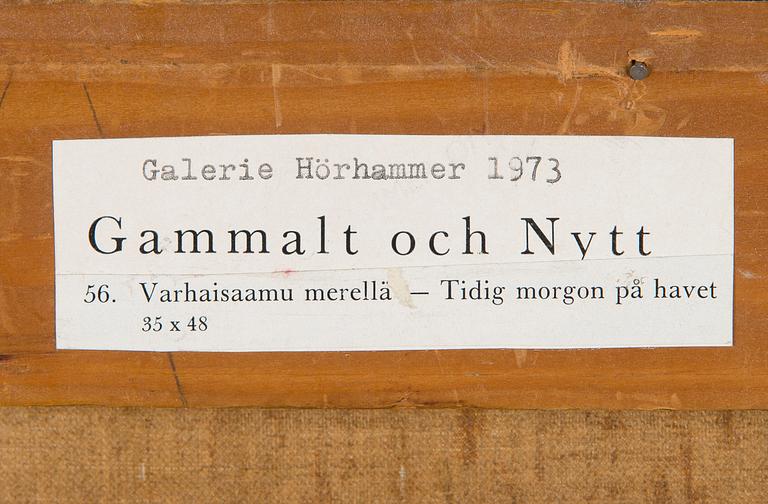 Galerie Hörhammer 1973
Gammalt och Nytt
56. Varhaisaamu merellä — Tidig morgon på havet
35 x 48